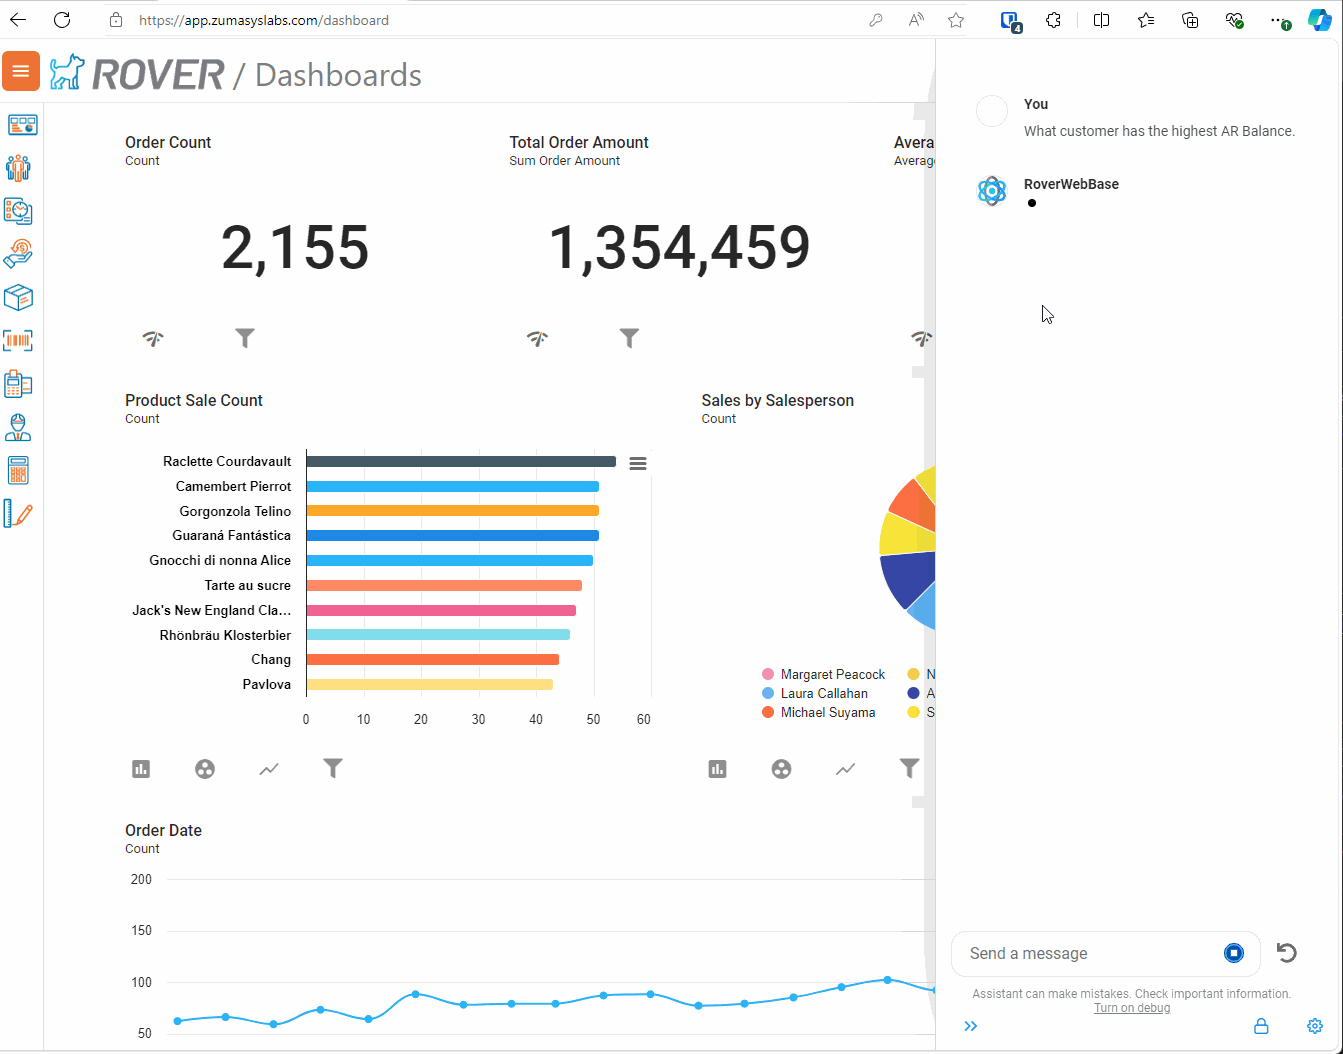 https://app.zumasyslabs.com/dashboard
4
ROVER / Dashboards
Order Count
Count
2,155
Total Order Amount
Sum Order Amount
1,354,459
Avera
Average
Product Sale Count
Count
Raclette Courdavault
Camembert Pierrot
Gorgonzola Telino
Guaraná Fantástica
Gnocchi di nonna Alice
Tarte au sucre
Jack's New England Cla...
Rhönbräu Klosterbier
Chang
Pavlova
0 10 20 30 40 50 60
Sales by Salesperson
Count
Margaret Peacock N
Laura Callahan A
Michael Suyama S
Order Date
Count
200
150
100
50
You
What customer has the highest AR Balance.
RoverWebBase
Send a message
Assistant can make mistakes. Check important information.
Turn on debug